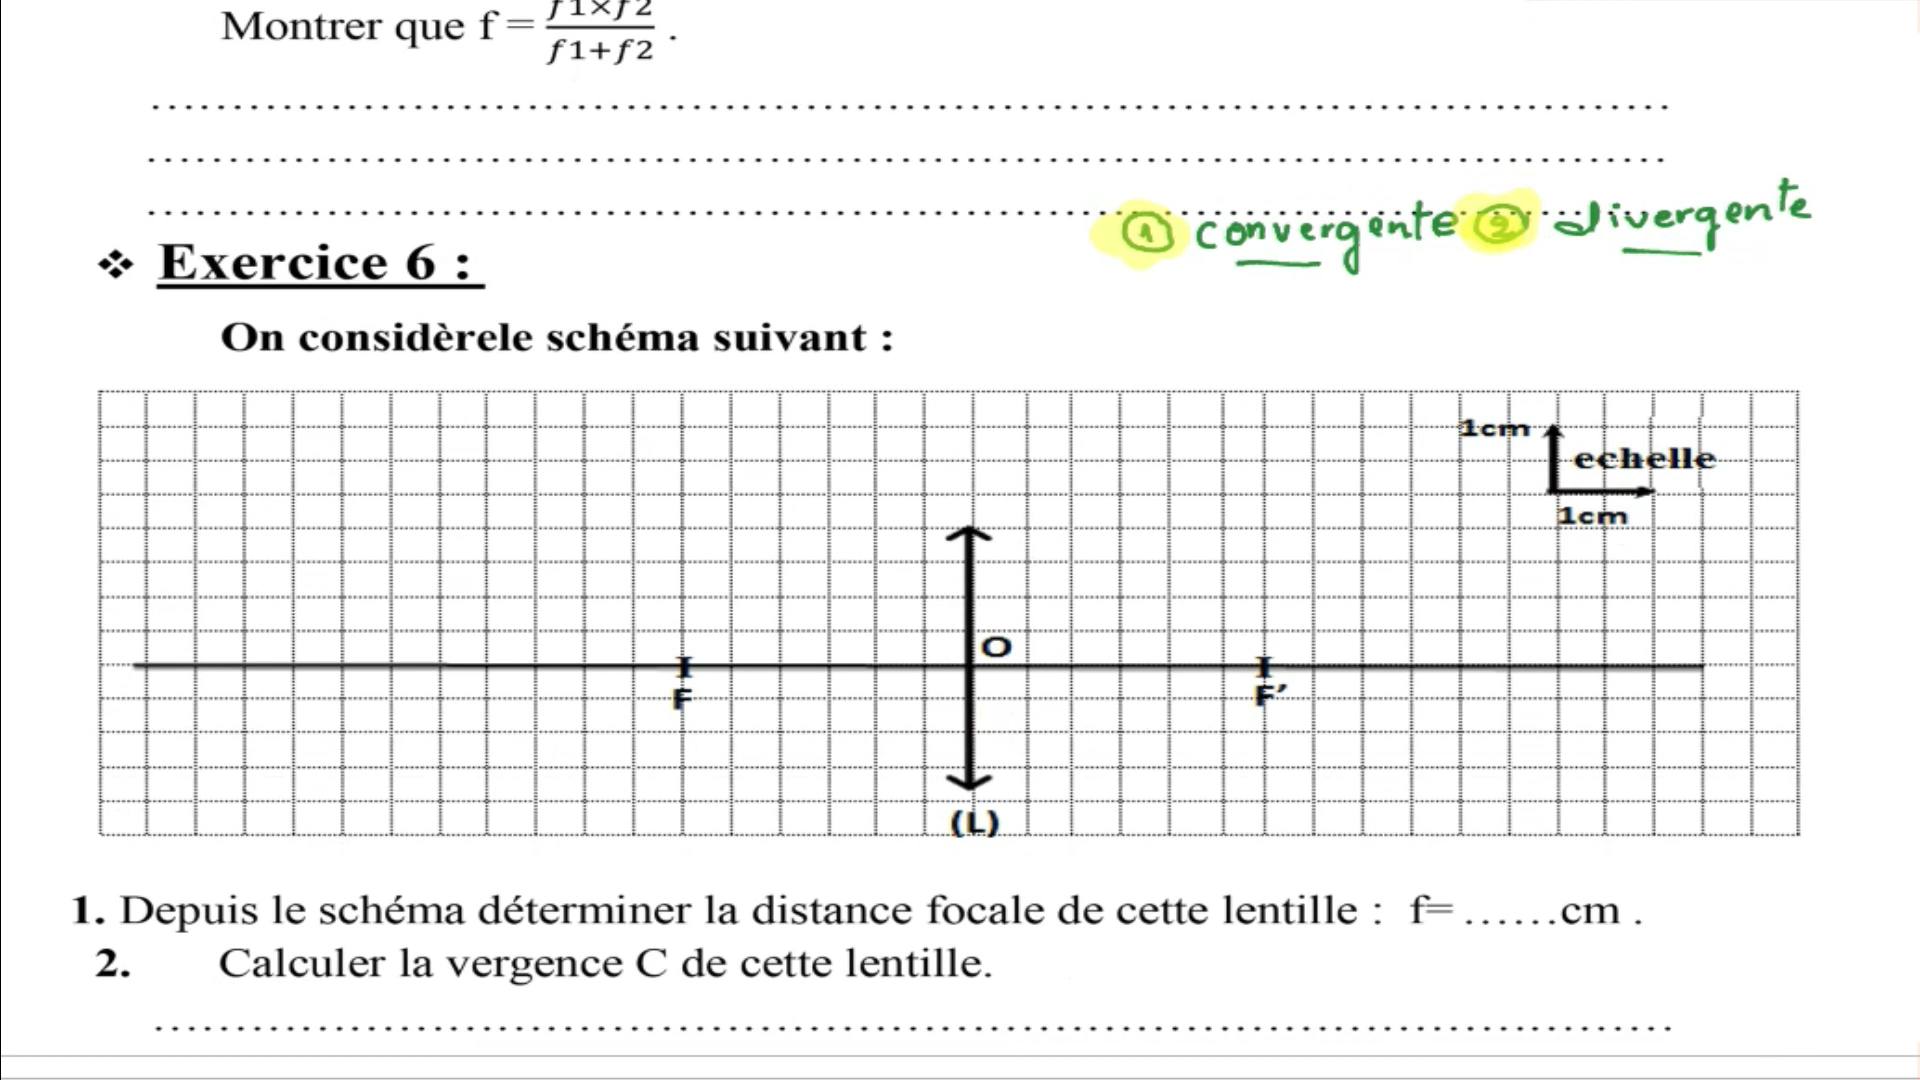 Montrer que f = f1×f2 / f1+f2 .
① convergente ② divergente
❖ Exercice 6 :
On considèrele schéma suivant :
1cm
echelle
1cm
O
F
F’
(L)
1. Depuis le schéma déterminer la distance focale de cette lentille : f= ......cm .
2. Calculer la vergence C de cette lentille.